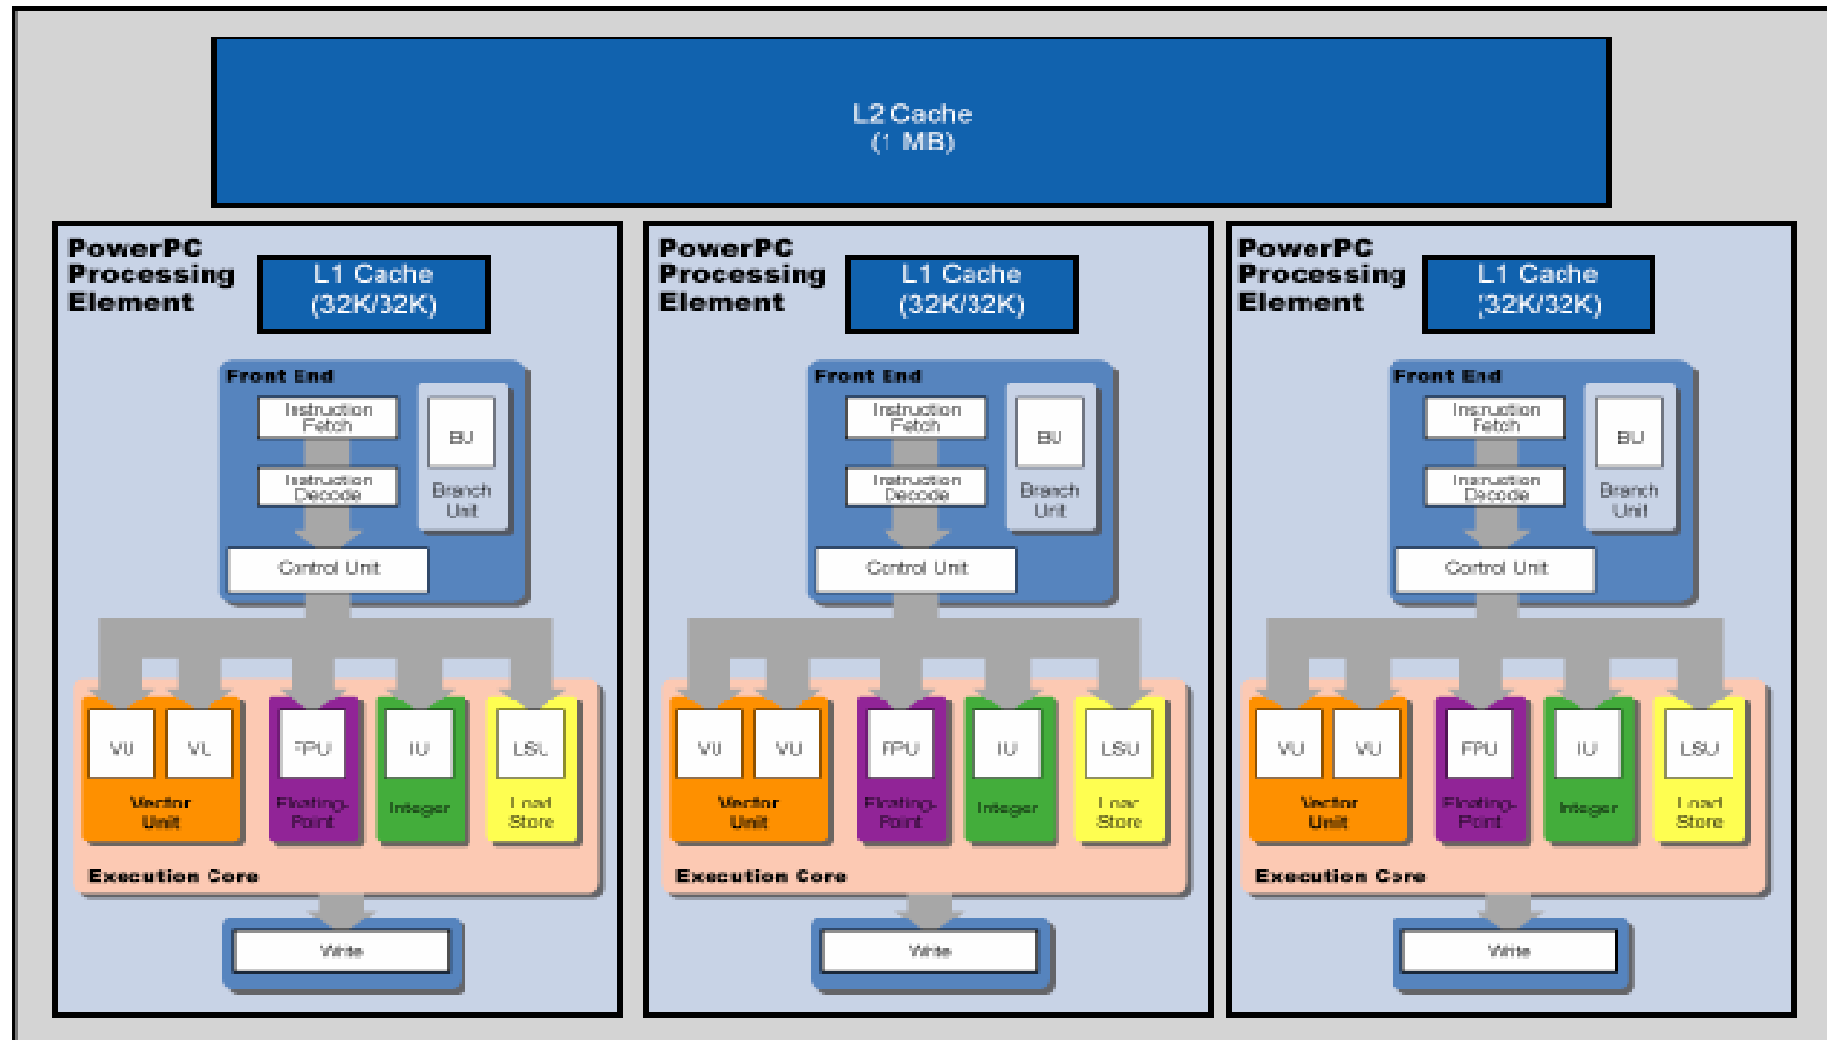 L2 Cache
(1 MB)
PowerPC
Processing
Element
L1 Cache
(32K/32K)
Front End
Instruction
Fetch
Instruction
Decode
BU
Branch
Unit
Control Unit
VU
VU
FPU
IU
LSU
Vector
Unit
Floating-
Point
Integer
Load
Store
Execution Core
Write
PowerPC
Processing
Element
L1 Cache
(32K/32K)
Front End
Instruction
Fetch
Instruction
Decode
BU
Branch
Unit
Control Unit
VU
VU
FPU
IU
LSU
Vector
Unit
Floating-
Point
Integer
Load
Store
Execution Core
Write
PowerPC
Processing
Element
L1 Cache
(32K/32K)
Front End
Instruction
Fetch
Instruction
Decode
BU
Branch
Unit
Control Unit
VU
VU
FPU
IU
LSU
Vector
Unit
Floating-
Point
Integer
Load
Store
Execution Core
Write